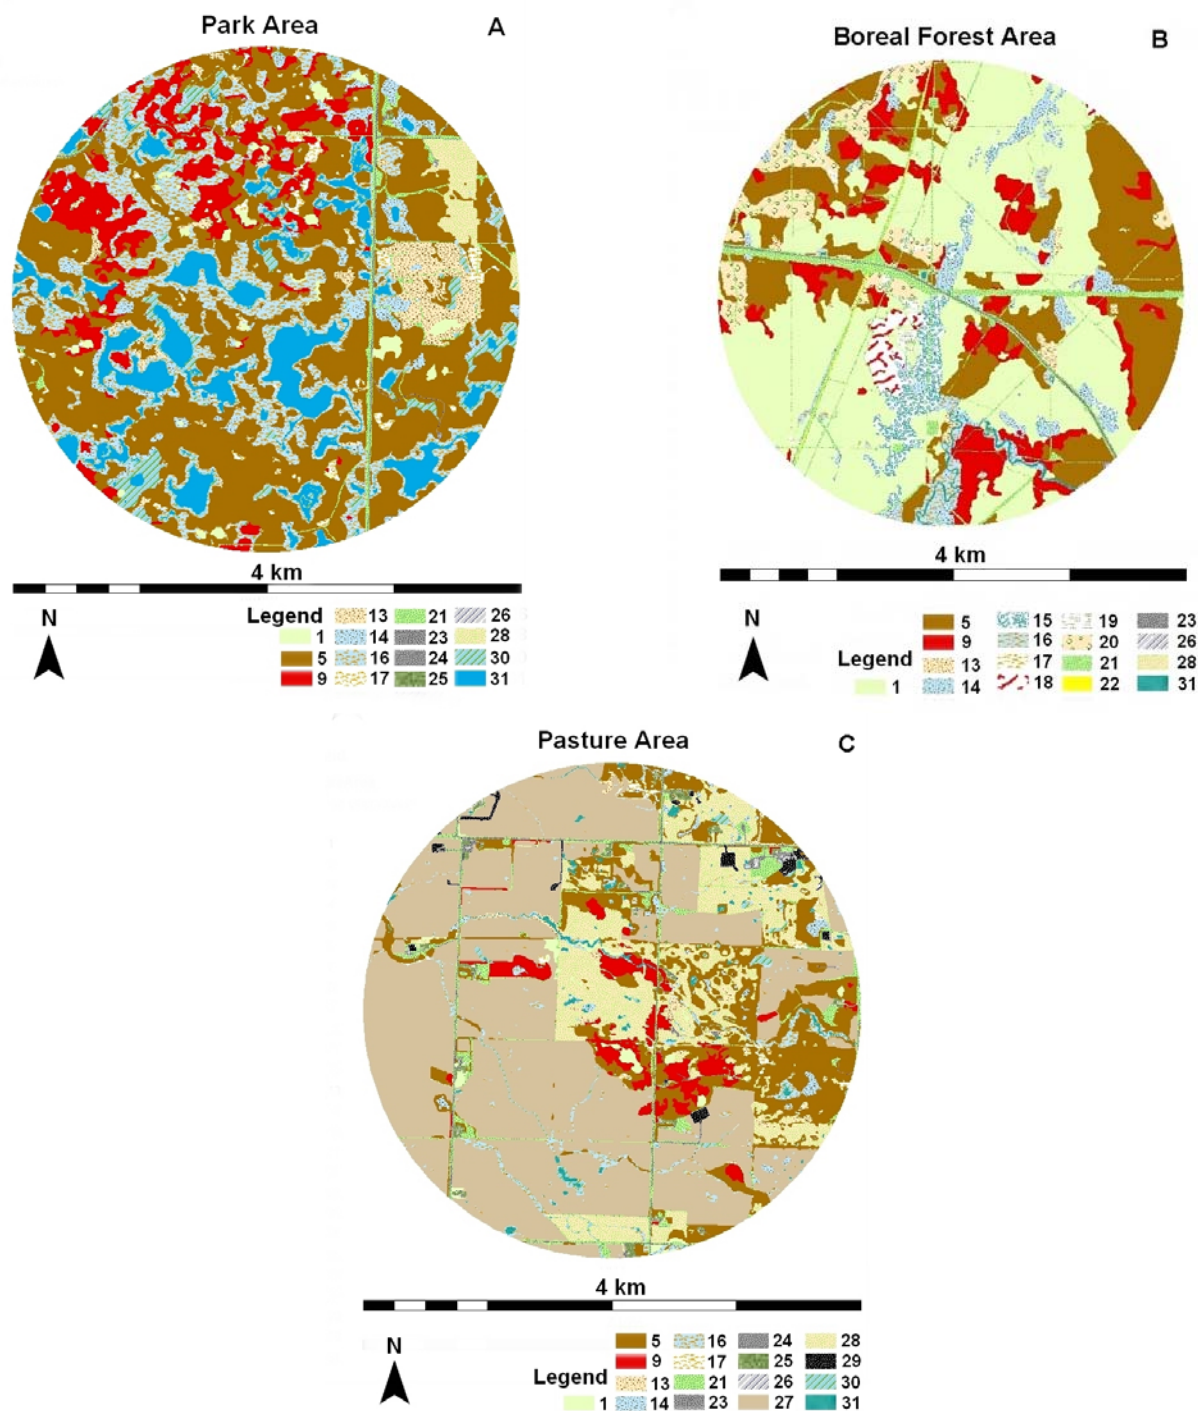 Park Area
A
4 km
N
Legend
13 21 26
1 14 23 28
5 16 24 30
9 17 25 31
Boreal Forest Area
B
4 km
N
5 15 19 23
9 16 20 26
Legend
13 17 21 28
1 14 18 22 31
Pasture Area
C
4 km
N
5 16 24 28
9 17 25 29
Legend
13 21 26 30
1 14 23 27 31